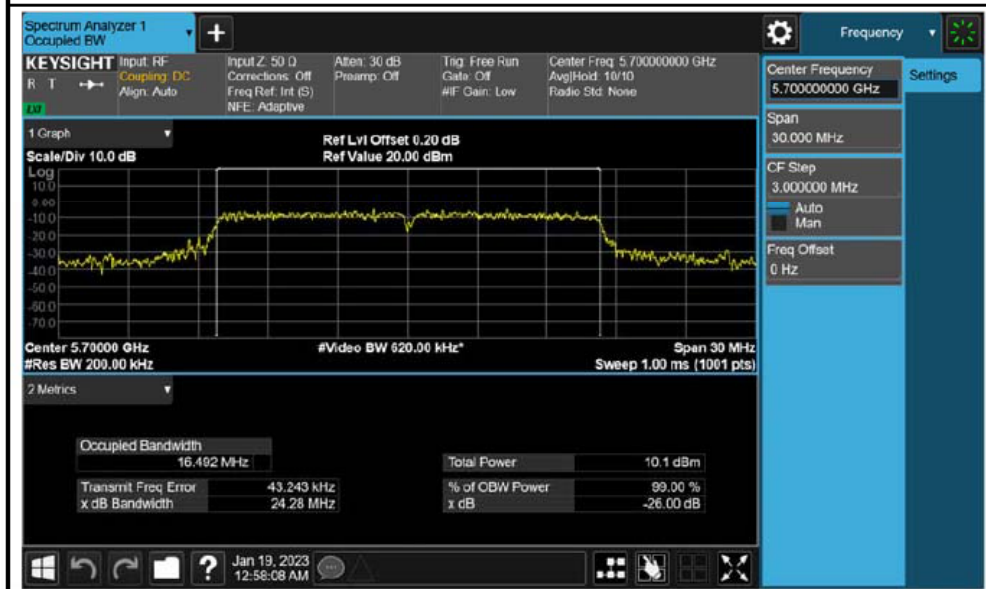 Spectrum Analyzer 1
Occupied BW
+
Frequency
KEYSIGHT
R T
LXI
Input: RF
Coupling: DC
Align: Auto
Input Z: 50 Ω
Corrections: Off
Freq Ref: Int (S)
NFE: Adaptive
Atten: 30 dB
Preamp: Off
Trig: Free Run
Gate: Off
#IF Gain: Low
Center Freq: 5.700000000 GHz
Avg|Hold: 10/10
Radio Std: None
Center Frequency
5.700000000 GHz
Settings
Span
30.000 MHz
CF Step
3.000000 MHz
Auto
Man
Freq Offset
0 Hz
1 Graph
Scale/Div 10.0 dB
Ref Lvl Offset 0.20 dB
Ref Value 20.00 dBm
Log
10.0
0.00
-10.0
-20.0
-30.0
-40.0
-50.0
-60.0
-70.0
Center 5.70000 GHz
#Video BW 620.00 kHz*
Span 30 MHz
#Res BW 200.00 kHz
Sweep 1.00 ms (1001 pts)
2 Metrics
Occupied Bandwidth
16.492 MHz
Total Power 10.1 dBm
Transmit Freq Error 43.243 kHz
% of OBW Power 99.00 %
x dB Bandwidth 24.28 MHz
x dB -26.00 dB
?
Jan 19, 2023
12:58:08 AM